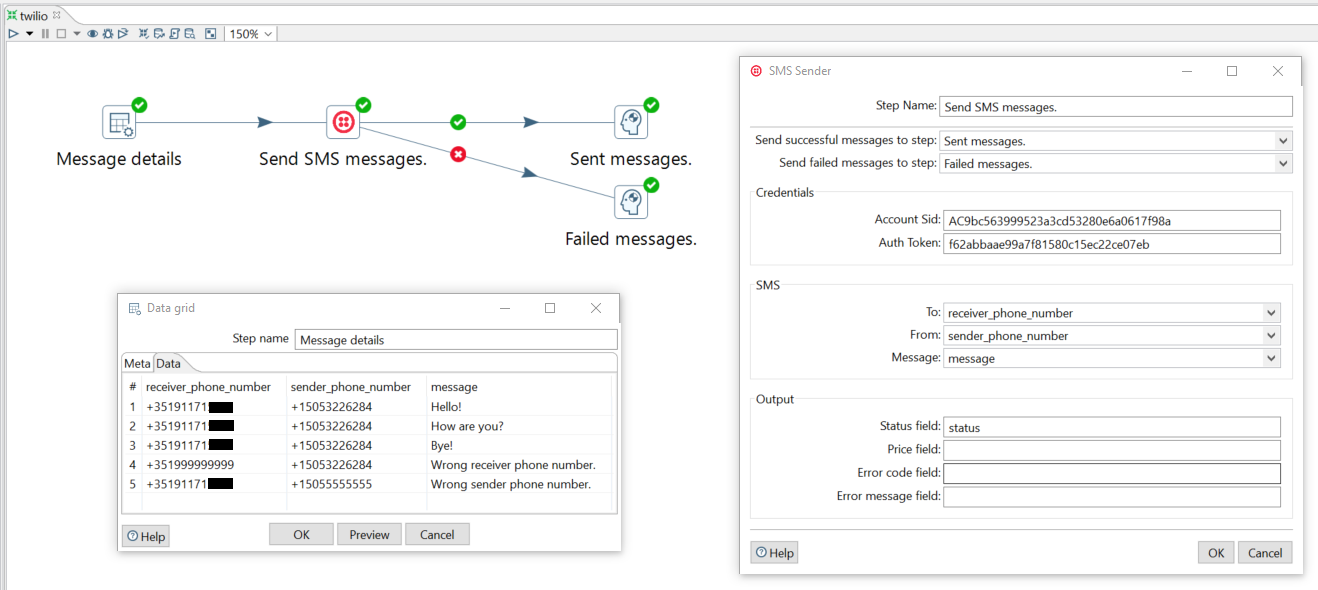 twilio
150%
Message details
Send SMS messages.
Sent messages.
Failed messages.
Data grid
Step name Message details
Meta Data
# receiver_phone_number sender_phone_number message
1 +35191171 +15053226284 Hello!
2 +35191171 +15053226284 How are you?
3 +35191171 +15053226284 Bye!
4 +351999999999 +15053226284 Wrong receiver phone number.
5 +35191171 +15055555555 Wrong sender phone number.
Help OK Preview Cancel
SMS Sender
Step Name: Send SMS messages.
Send successful messages to step: Sent messages.
Send failed messages to step: Failed messages.
Credentials
Account Sid: AC9bc563999523a3cd53280e6a0617f98a
Auth Token: f62abbaae99a7f81580c15ec22ce07eb
SMS
To: receiver_phone_number
From: sender_phone_number
Message: message
Output
Status field: status
Price field:
Error code field:
Error message field:
Help OK Cancel